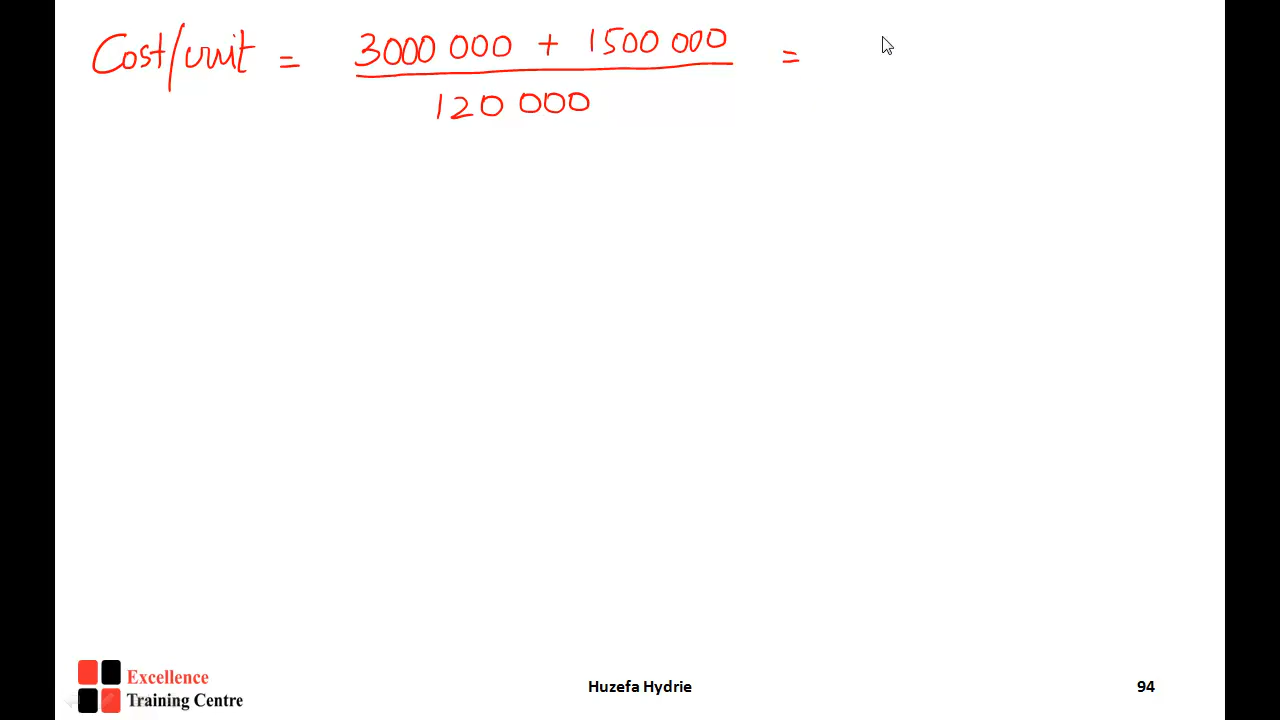 Cost/unit = 3000 000 + 1500 000 =
120 000
Excellence
Training Centre
Huzefa Hydrie
94